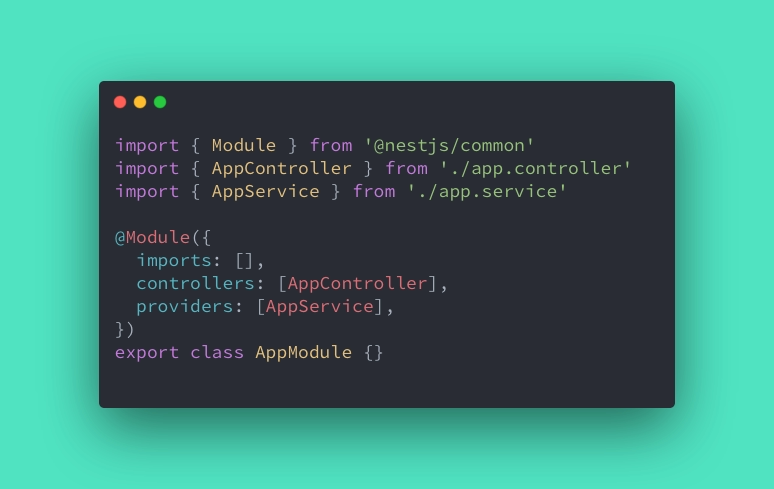 import { Module } from '@nestjs/common'
import { AppController } from './app.controller'
import { AppService } from './app.service'

@Module({
  imports: [],
  controllers: [AppController],
  providers: [AppService],
})
export class AppModule {}